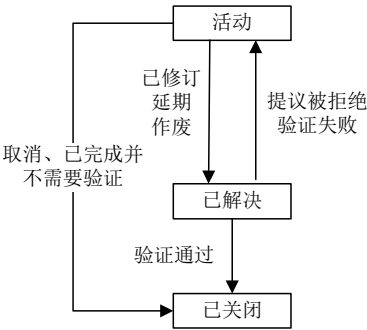 活动
已修订
延期
作废
提议被拒绝
验证失败
取消、已完成并
不需要验证
已解决
验证通过
已关闭